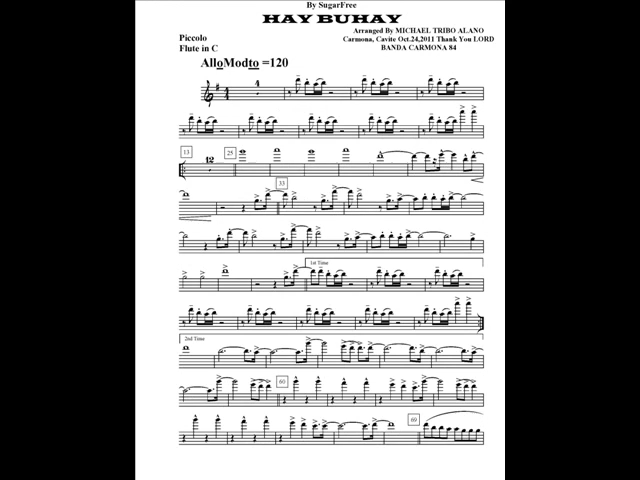 By SugarFree
HAY BUHAY
Arranged By MICHAEL TRIBO ALANO
Piccolo
Carmona, Cavite Oct.24,2011 Thank You LORD
Flute in C
BANDA CARMONA 84
AlloModto =120
4
13
12
25
33
1st Time
2nd Time
60
69